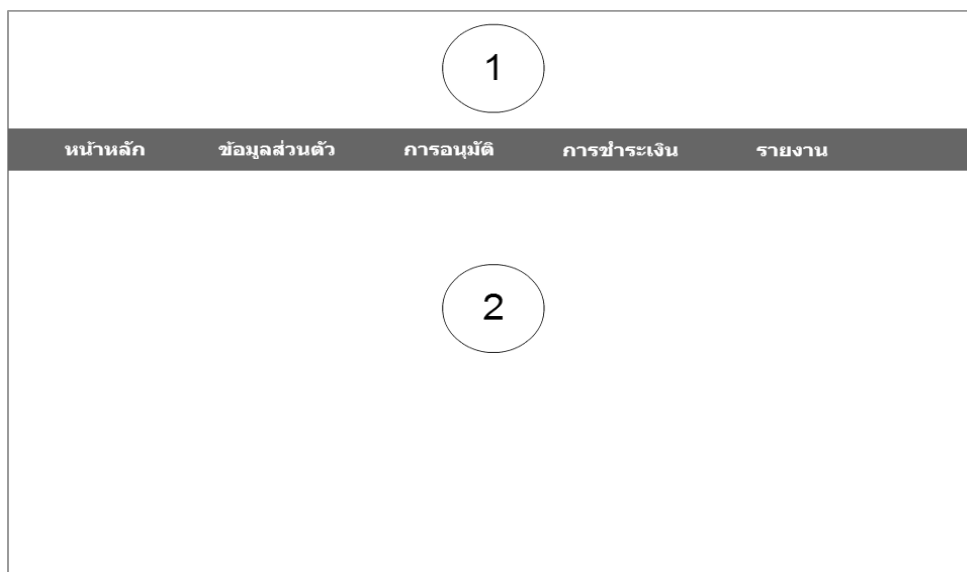 1
หน้าหลัก ข้อมูลส่วนตัว การอนุมัติ การชำระเงิน รายงาน
2